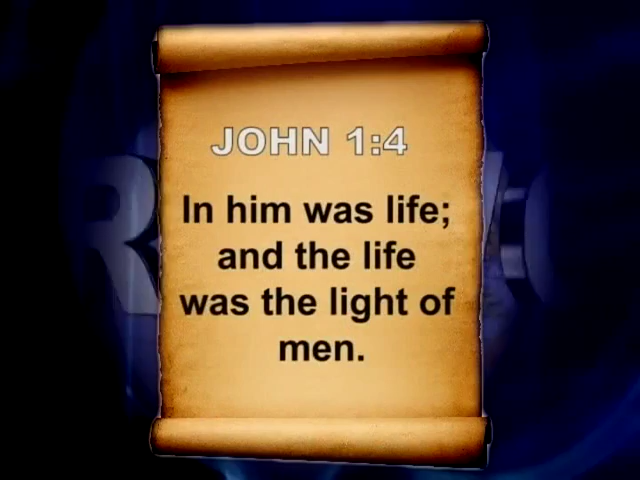 JOHN 1:4
In him was life;
and the life
was the light of
men.